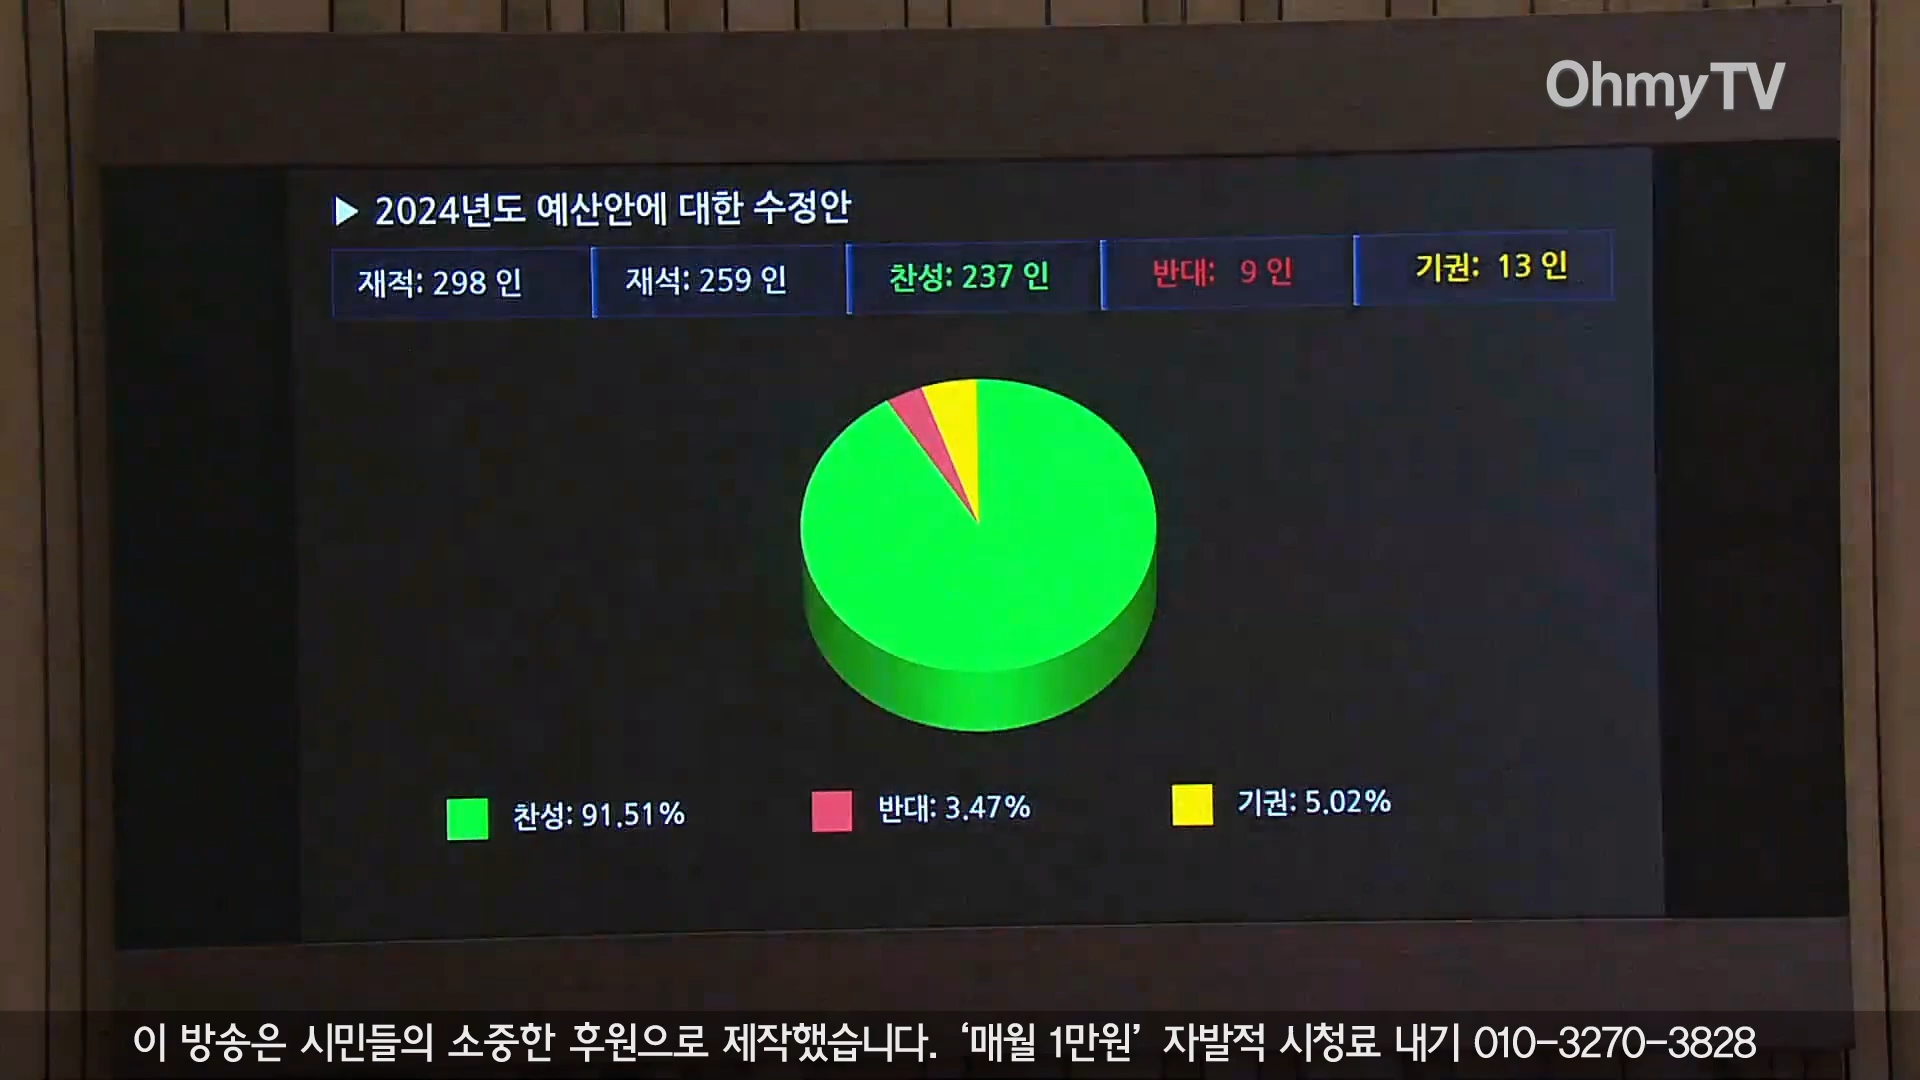 OhmyTV
▶ 2024년도 예산안에 대한 수정안
재적: 298 인 재석: 259 인 찬성: 237 인 반대: 9 인 기권: 13 인
찬성: 91.51% 반대: 3.47% 기권: 5.02%
이 방송은 시민들의 소중한 후원으로 제작했습니다. ‘매월 1만원’ 자발적 시청료 내기 010-3270-3828